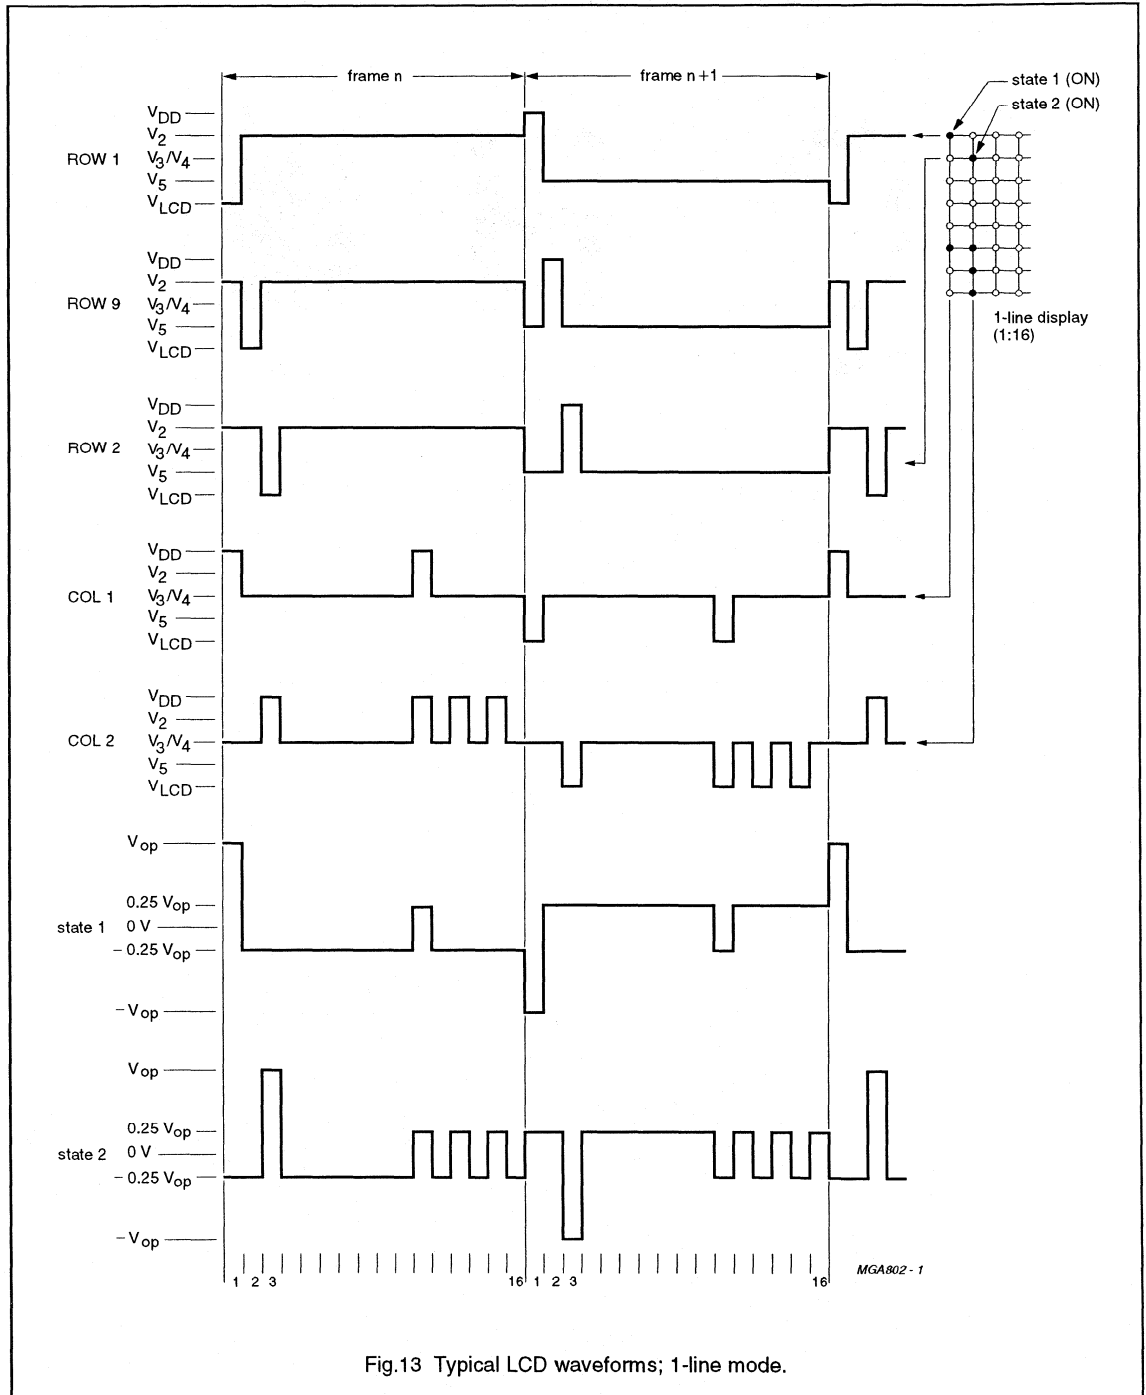 frame n
frame n +1
state 1 (ON)
state 2 (ON)
ROW 1
VDD
V2
V3/V4
V5
VLCD
ROW 9
VDD
V2
V3/V4
V5
VLCD
1-line display
(1:16)
ROW 2
VDD
V2
V3/V4
V5
VLCD
COL 1
VDD
V2
V3/V4
V5
VLCD
COL 2
VDD
V2
V3/V4
V5
VLCD
state 1
Vop
0.25 Vop
0 V
– 0.25 Vop
– Vop
state 2
Vop
0.25 Vop
0 V
– 0.25 Vop
– Vop
1 2 3 16 1 2 3 16
MGA802 - 1
Fig.13 Typical LCD waveforms; 1-line mode.